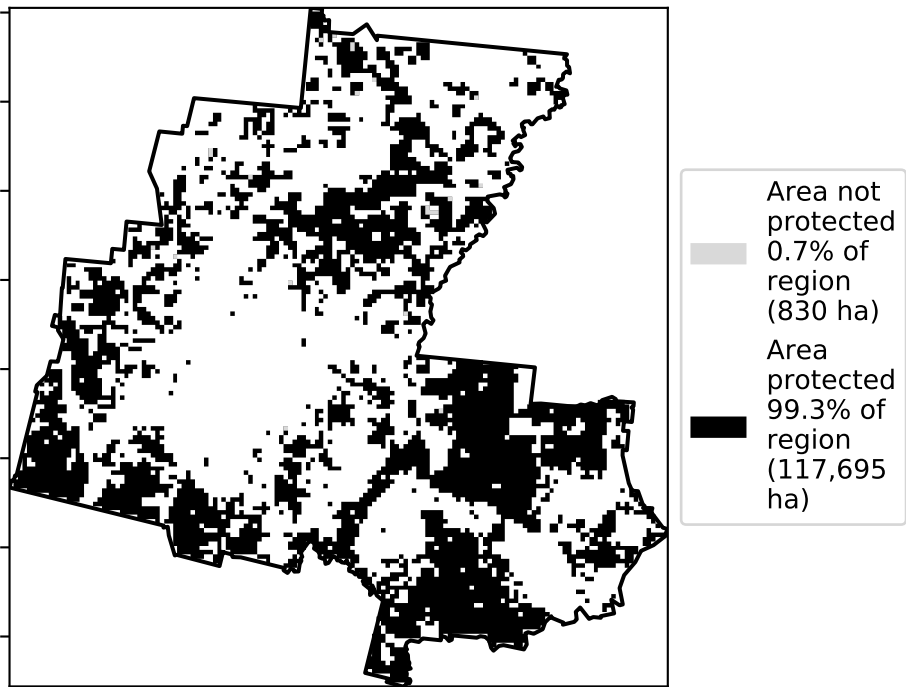 Area not
protected
0.7% of
region
(830 ha)
Area
protected
99.3% of
region
(117,695
ha)